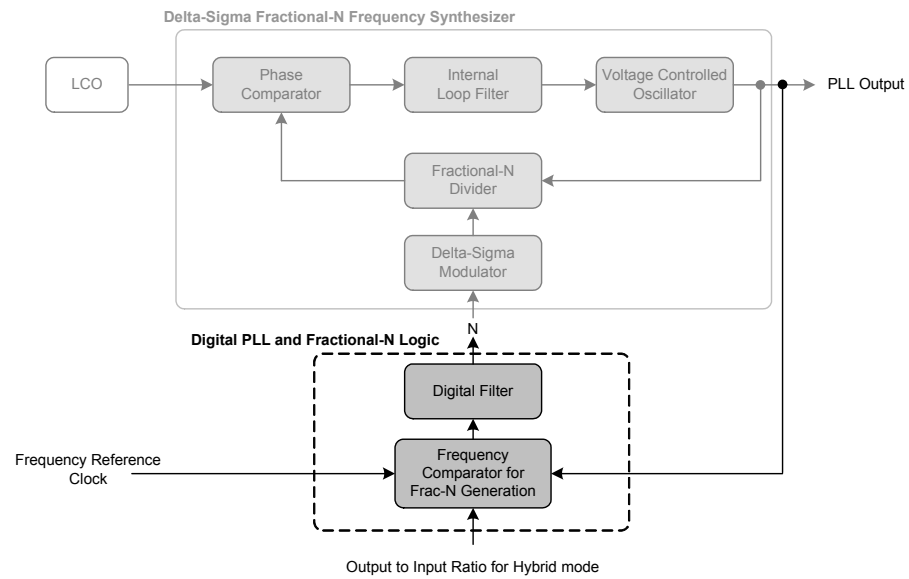 Delta-Sigma Fractional-N Frequency Synthesizer
LCO
Phase
Comparator
Internal
Loop Filter
Voltage Controlled
Oscillator
PLL Output
Fractional-N
Divider
Delta-Sigma
Modulator
N
Digital PLL and Fractional-N Logic
Digital Filter
Frequency Reference
Clock
Frequency
Comparator for
Frac-N Generation
Output to Input Ratio for Hybrid mode